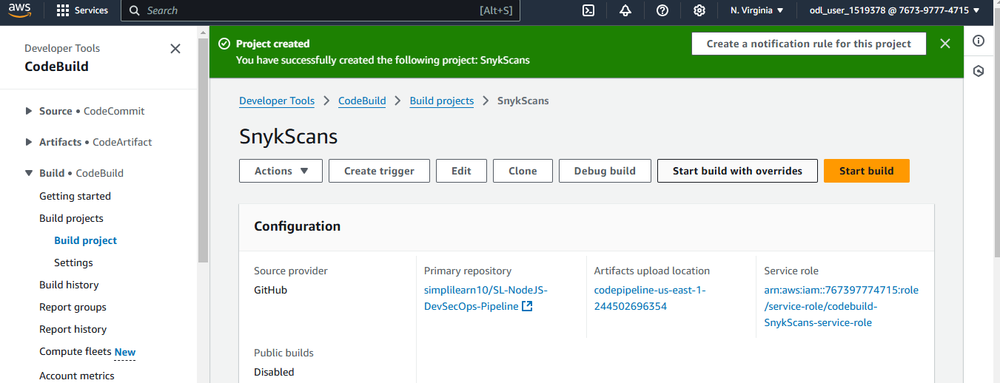 aws
Services
Search
[Alt+S]
N. Virginia
odl_user_1519378 @ 7673-9777-4715
Developer Tools
CodeBuild
Source • CodeCommit
Artifacts • CodeArtifact
Build • CodeBuild
Getting started
Build projects
Build project
Settings
Build history
Report groups
Report history
Compute fleets New
Account metrics
Project created
You have successfully created the following project: SnykScans
Create a notification rule for this project
Developer Tools
CodeBuild
Build projects
SnykScans
SnykScans
Actions
Create trigger
Edit
Clone
Debug build
Start build with overrides
Start build
Configuration
Source provider
GitHub
Primary repository
simplilearn10/SL-NodeJS-
DevSecOps-Pipeline
Artifacts upload location
codepipeline-us-east-1-
244502696354
Service role
arn:aws:iam::767397774715:role
/service-role/codebuild-
SnykScans-service-role
Public builds
Disabled